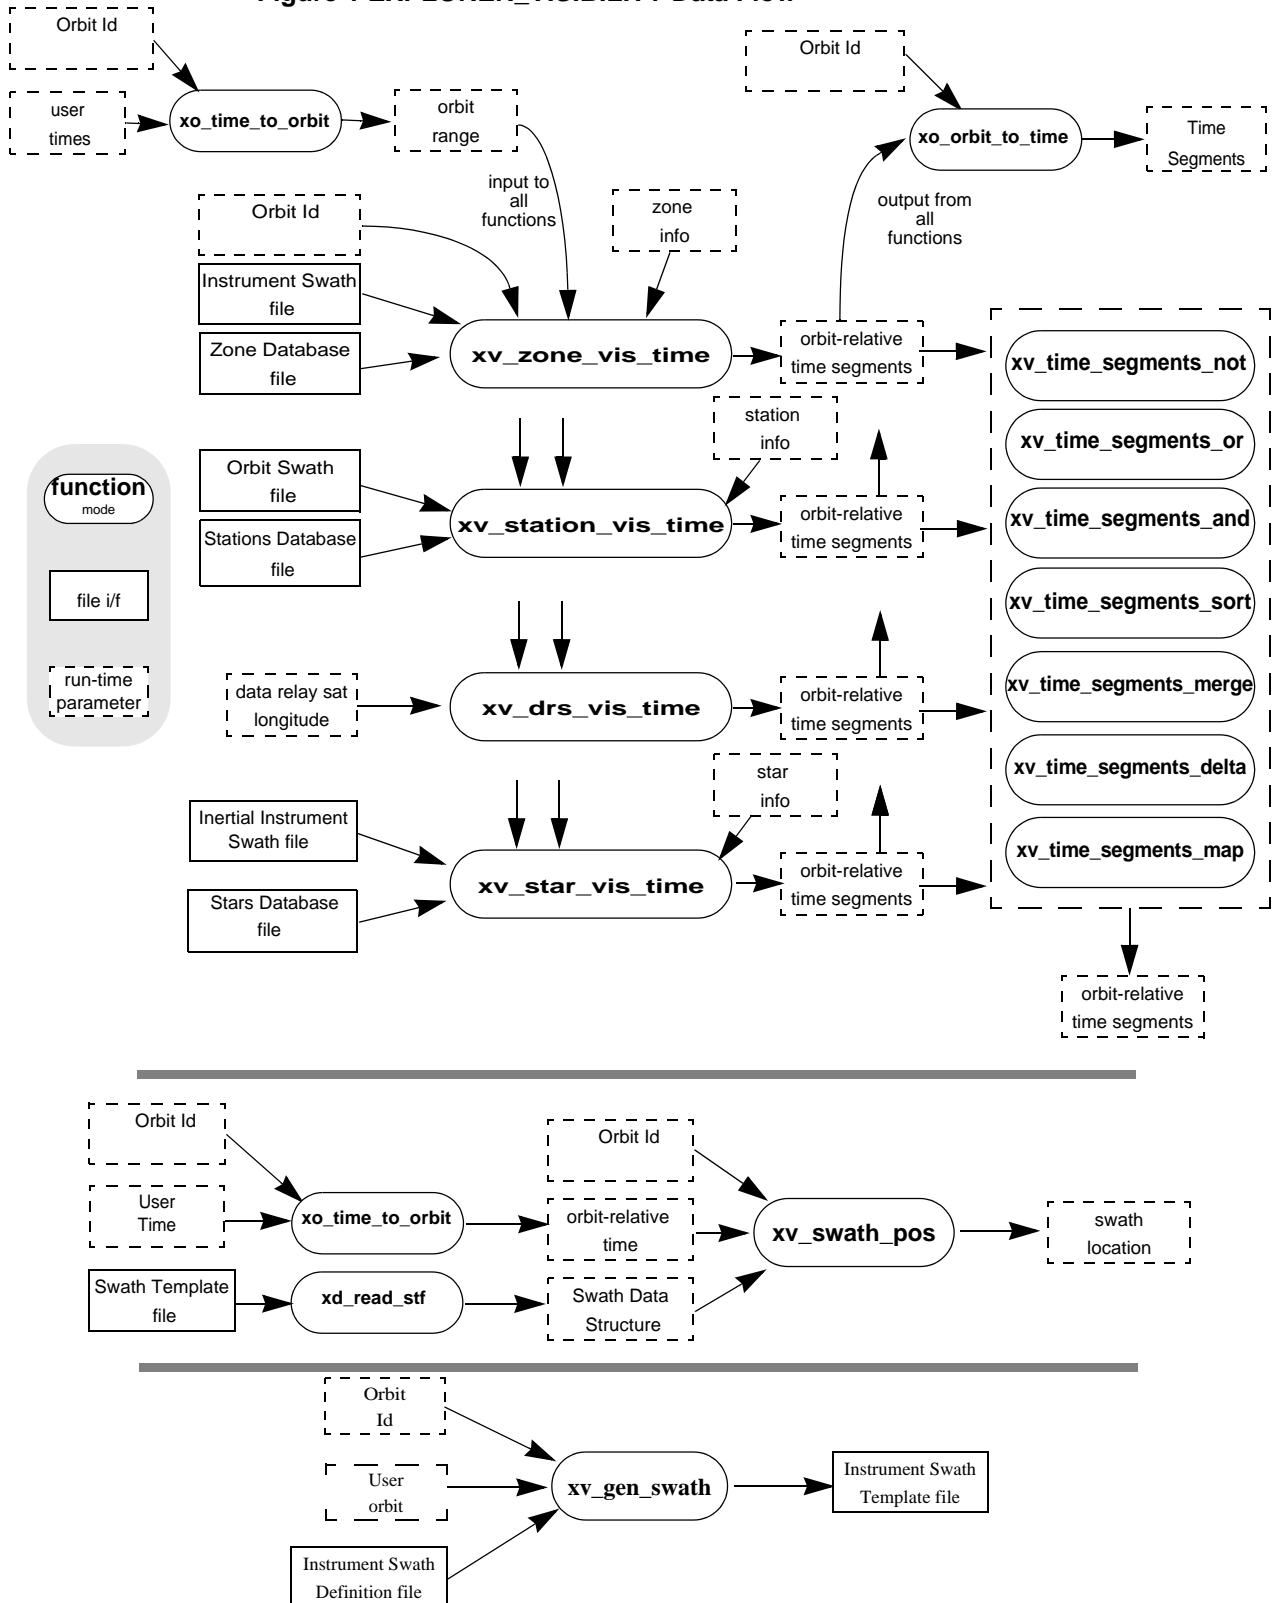 Orbit Id
user
times
xo_time_to_orbit
orbit
range
Orbit Id
xo_orbit_to_time
Time
Segments
input to
all
functions
output from
all
functions
Orbit Id
zone
info
Instrument Swath
file
Zone Database
file
xv_zone_vis_time
orbit-relative
time segments
station
info
Orbit Swath
file
Stations Database
file
xv_station_vis_time
orbit-relative
time segments
data relay sat
longitude
xv_drs_vis_time
orbit-relative
time segments
star
info
Inertial Instrument
Swath file
Stars Database
file
xv_star_vis_time
orbit-relative
time segments
xv_time_segments_not
xv_time_segments_or
xv_time_segments_and
xv_time_segments_sort
xv_time_segments_merge
xv_time_segments_delta
xv_time_segments_map
orbit-relative
time segments
function
mode
file i/f
run-time
parameter
Orbit Id
User
Time
xo_time_to_orbit
Swath Template
file
xd_read_stf
Orbit Id
orbit-relative
time
Swath Data
Structure
xv_swath_pos
swath
location
Orbit
Id
User
orbit
Instrument Swath
Definition file
xv_gen_swath
Instrument Swath
Template file